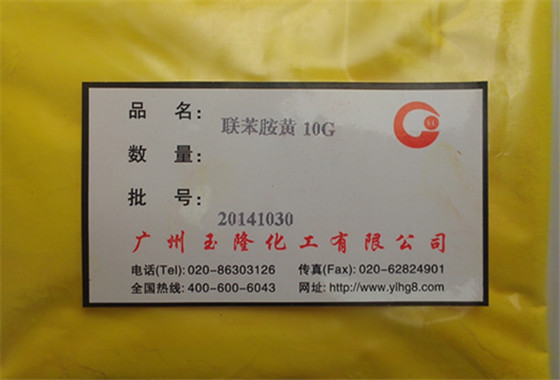 品 名： 联苯胺黄 10G
数 量：
批 号： 20141030
广州玉隆化工有限公司
电话(Tel): 020-86303126 传真(Fax): 020-62824901
全国热线: 400-600-6043 网址: http://www.ylhg8.com